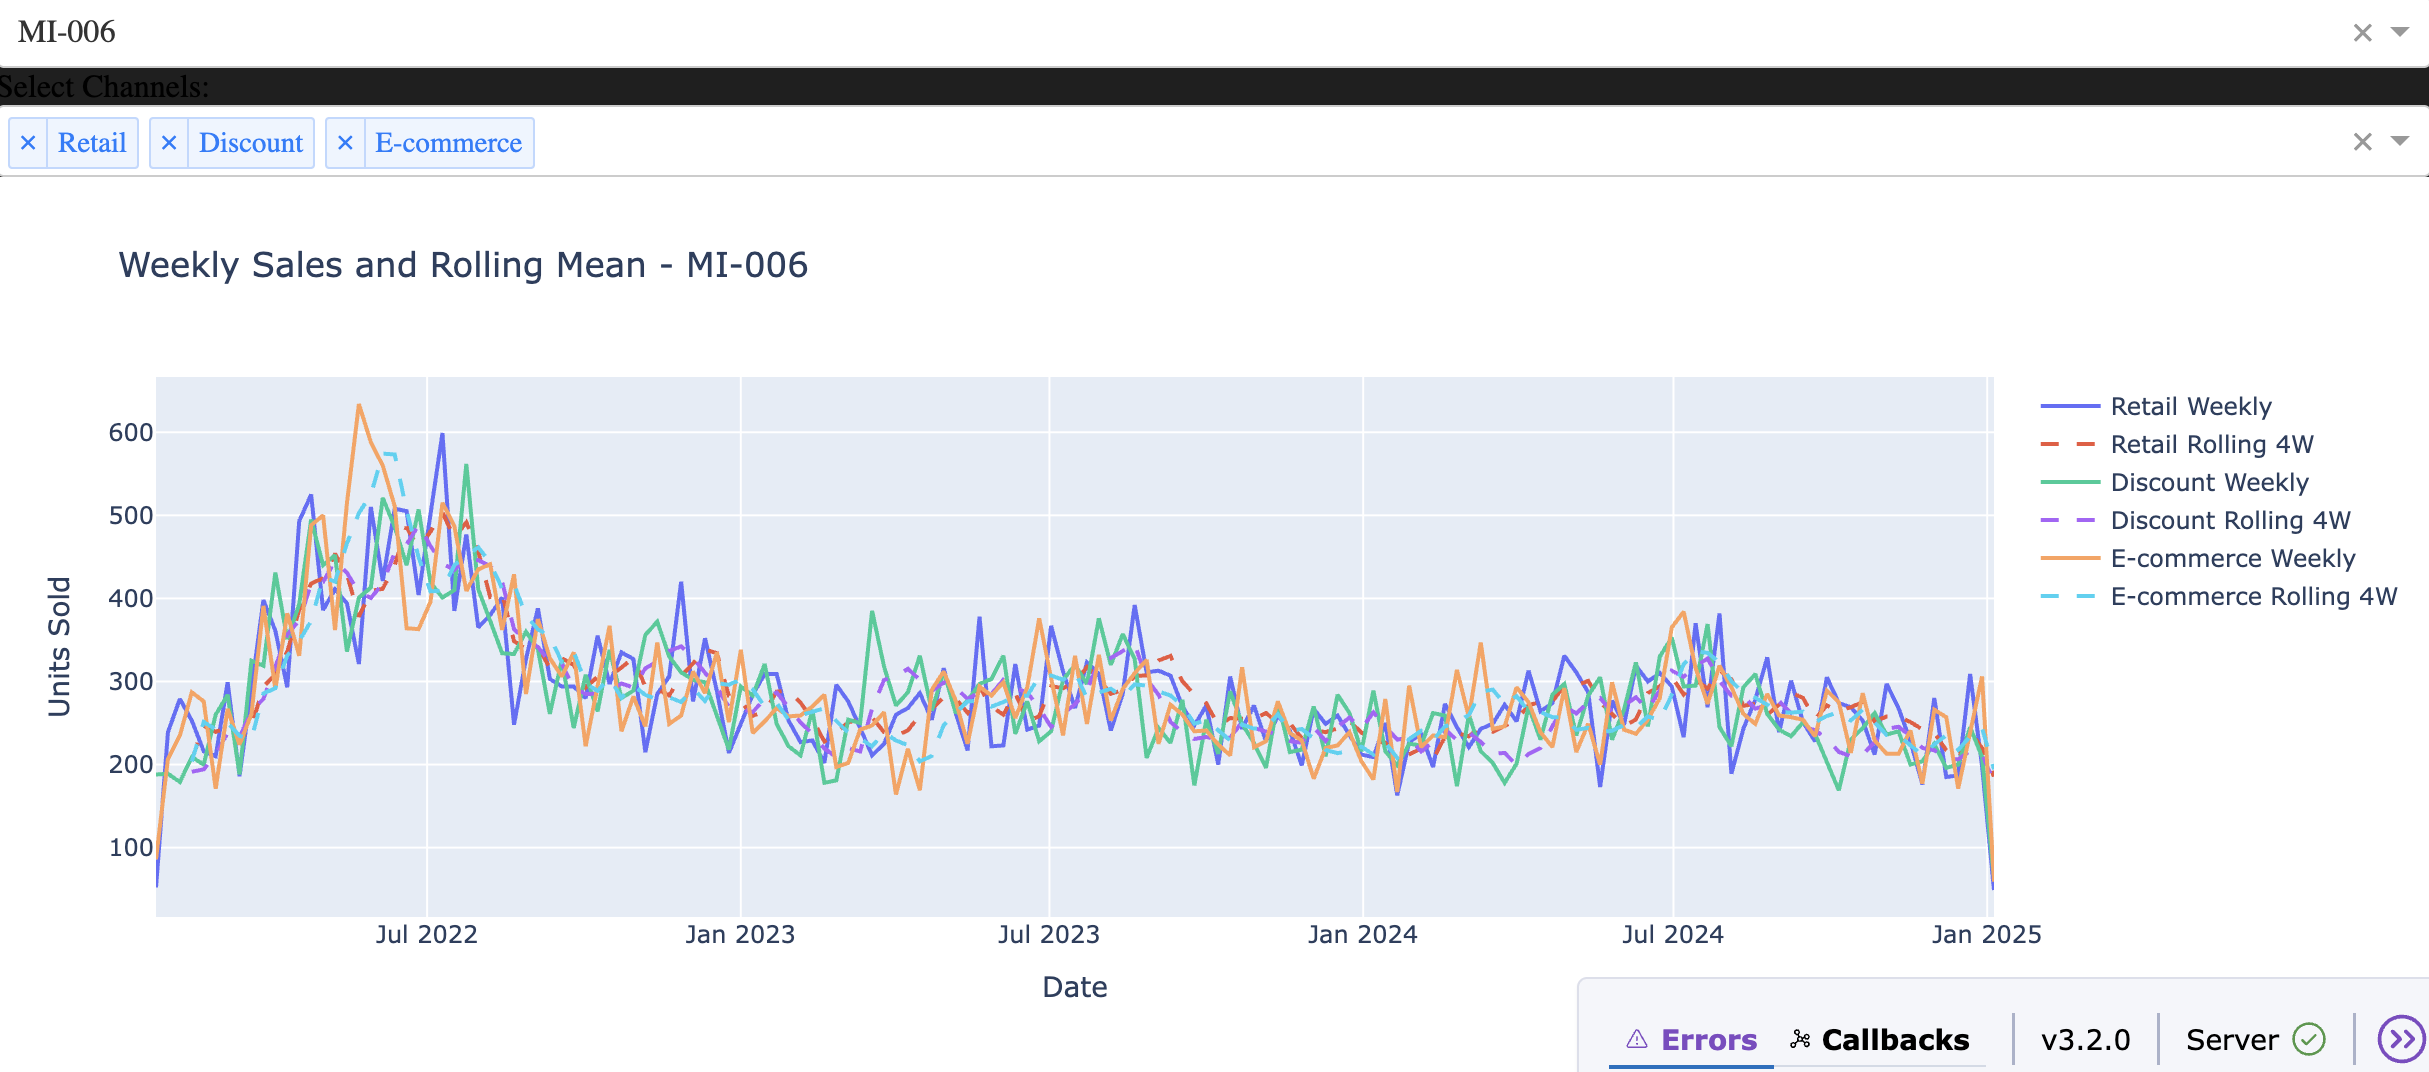 MI-006
Select Channels:
× Retail × Discount × E-commerce
Weekly Sales and Rolling Mean - MI-006
Retail Weekly
Retail Rolling 4W
Discount Weekly
Discount Rolling 4W
E-commerce Weekly
E-commerce Rolling 4W
600
500
400
300
200
100
Units Sold
Jul 2022 Jan 2023 Jul 2023 Jan 2024 Jul 2024 Jan 2025
Date
Errors Callbacks v3.2.0 Server